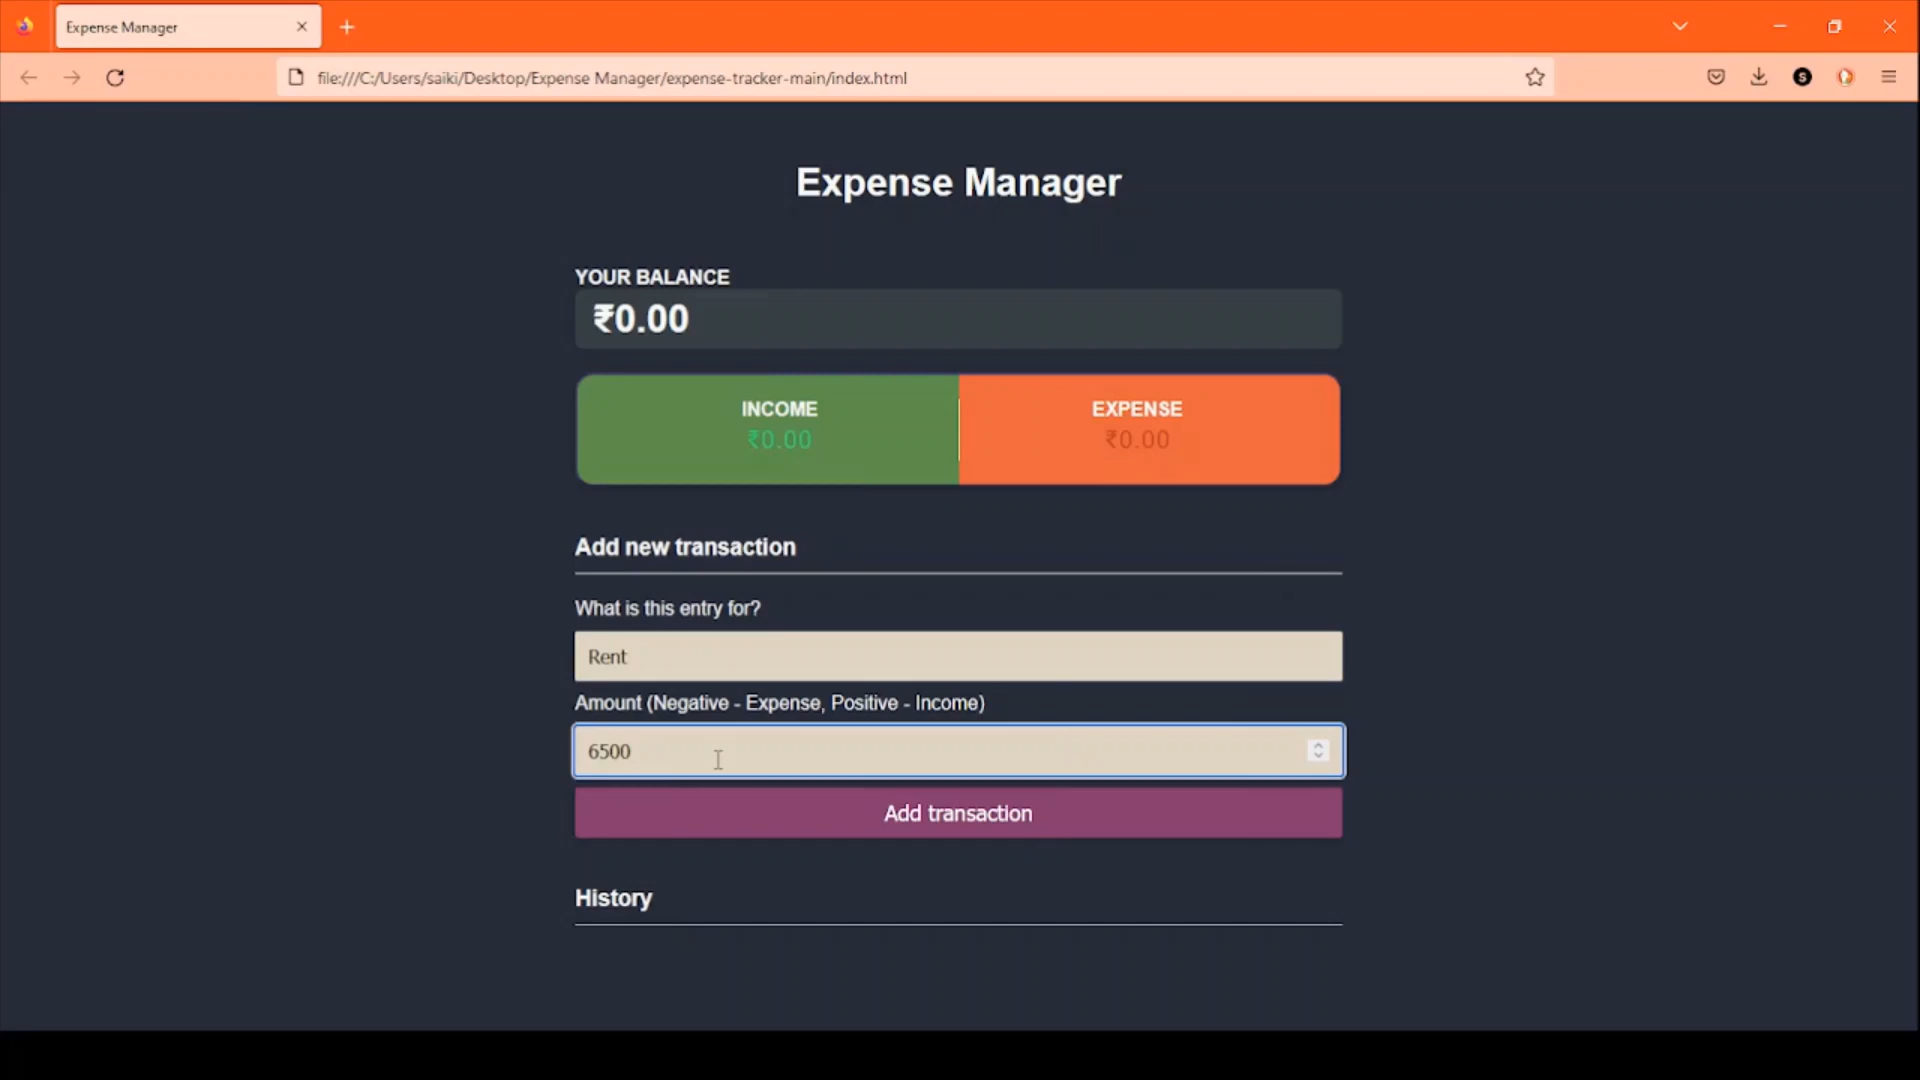 Expense Manager
file:///C:/Users/saiki/Desktop/Expense Manager/expense-tracker-main/index.html
S
Expense Manager
YOUR BALANCE
₹0.00
INCOME
EXPENSE
₹0.00
₹0.00
Add new transaction
What is this entry for?
Rent
Amount (Negative - Expense, Positive - Income)
6500
Add transaction
History